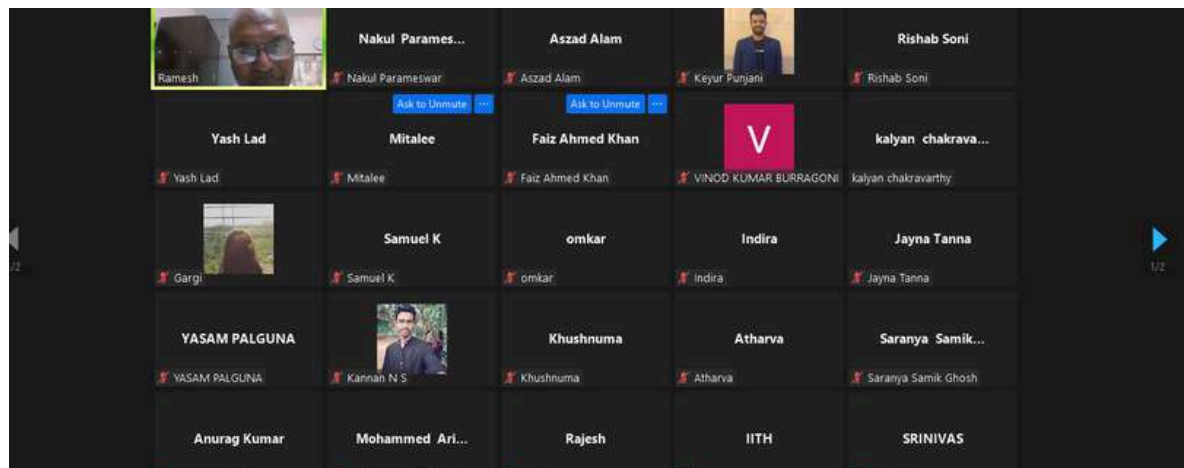 Nakul Parames...
Aszad Alam
Rishab Soni
Ramesh
Nakul Parameswar
Aszad Alam
Keyur Punjani
Rishab Soni
Ask to Unmute ...
Ask to Unmute ...
Yash Lad
Mitalee
Faiz Ahmed Khan
V
kalyan chakrava...
Yash Lad
Mitalee
Faiz Ahmed Khan
VINOD KUMAR BURRAGONI
kalyan chakravarthy
Samuel K
omkar
Indira
Jayna Tanna
/2
1/2
Gargi
Samuel K
omkar
Indira
Jayna Tanna
YASAM PALGUNA
Khushnuma
Atharva
Saranya Samik...
YASAM PALGUNA
Kannan N S
Khushnuma
Atharva
Saranya Samik Ghosh
Anurag Kumar
Mohammed Ari...
Rajesh
IITH
SRINIVAS